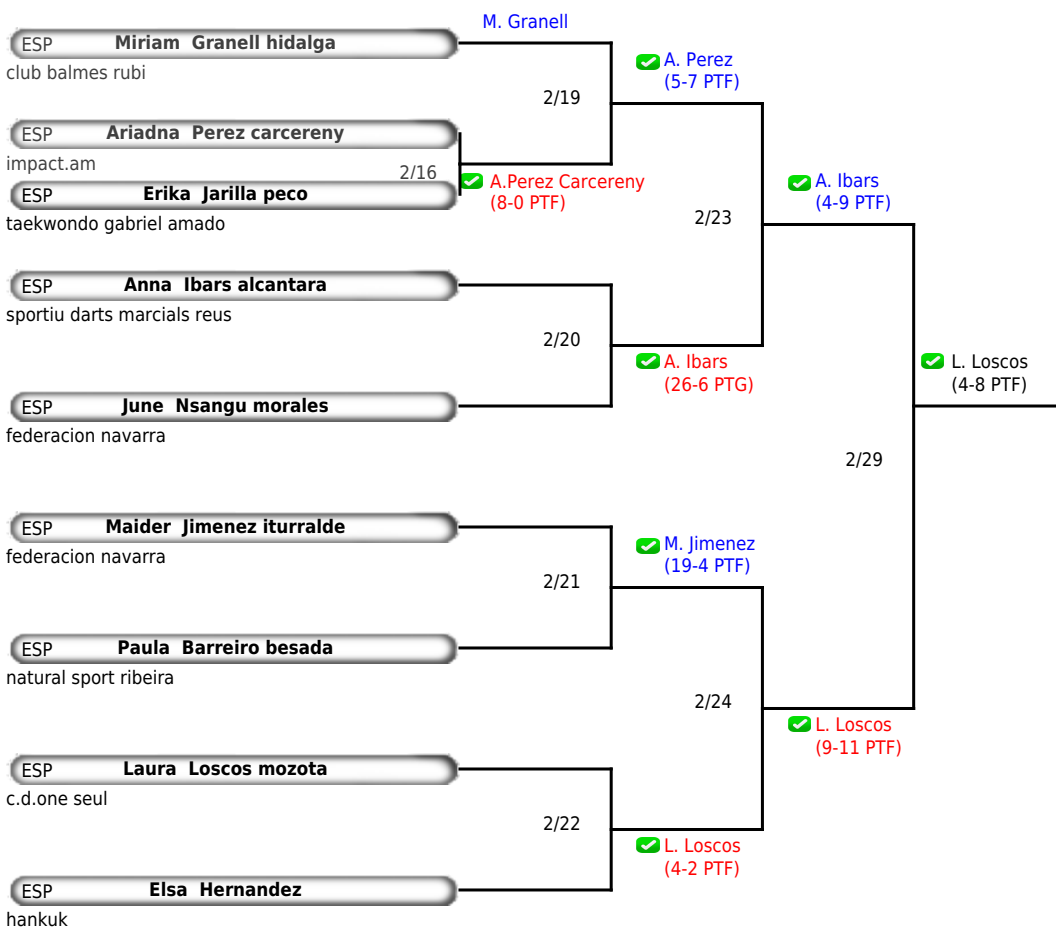 M. Granell
ESP Miriam Granell hidalga
club balmes rubi
A. Perez
(5-7 PTF)
2/19
ESP Ariadna Perez carcereny
impact.am
2/16
A.Perez Carcereny
(8-0 PTF)
ESP Erika Jarilla peco
taekwondo gabriel amado
A. Ibars
(4-9 PTF)
2/23
ESP Anna Ibars alcantara
sportiu darts marcials reus
2/20
A. Ibars
(26-6 PTG)
L. Loscos
(4-8 PTF)
ESP June Nsangu morales
federacion navarra
2/29
ESP Maider Jimenez iturralde
federacion navarra
M. Jimenez
(19-4 PTF)
2/21
ESP Paula Barreiro besada
natural sport ribeira
2/24
L. Loscos
(9-11 PTF)
ESP Laura Loscos mozota
c.d.one seul
2/22
L. Loscos
(4-2 PTF)
ESP Elsa Hernandez
hankuk